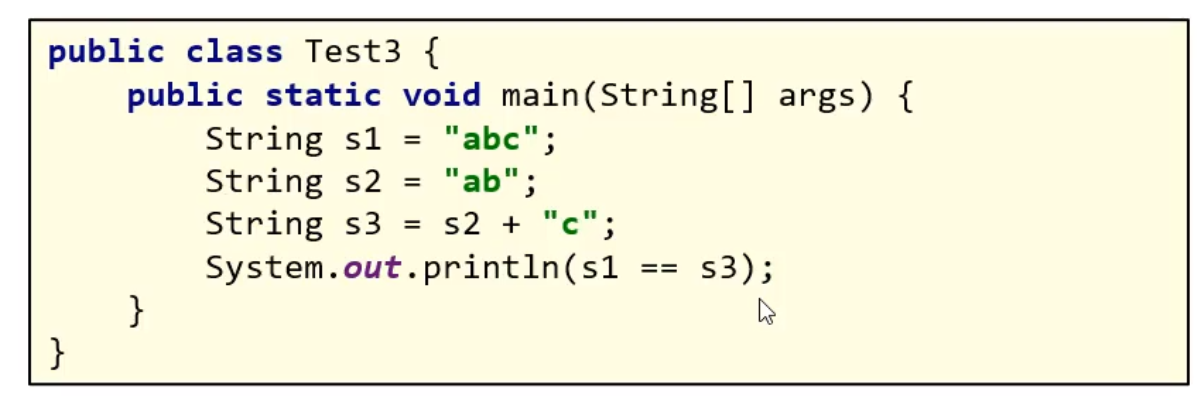 public class Test3 {
    public static void main(String[] args) {
        String s1 = "abc";
        String s2 = "ab";
        String s3 = s2 + "c";
        System.out.println(s1 == s3);
    }
}